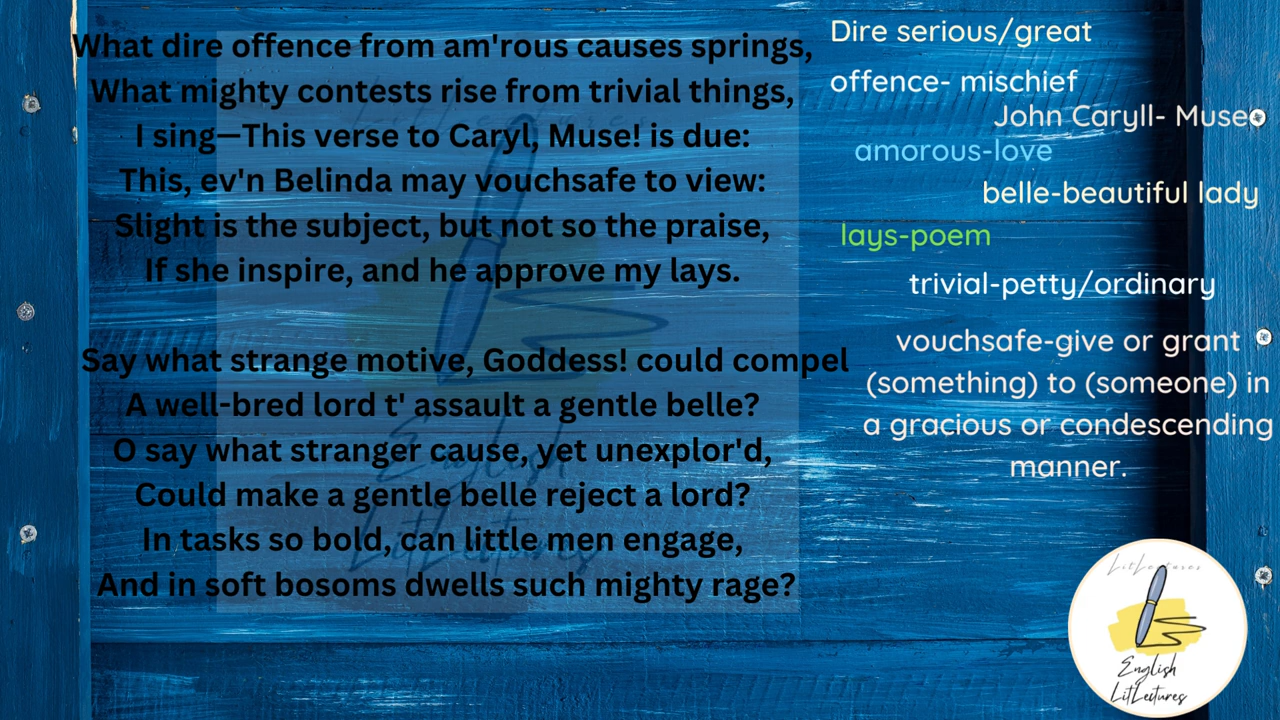 What dire offence from am'rous causes springs,
What mighty contests rise from trivial things,
I sing—This verse to Caryl, Muse! is due:
This, ev'n Belinda may vouchsafe to view:
Slight is the subject, but not so the praise,
If she inspire, and he approve my lays.
Say what strange motive, Goddess! could compel
A well-bred lord t' assault a gentle belle?
O say what stranger cause, yet unexplor'd,
Could make a gentle belle reject a lord?
In tasks so bold, can little men engage,
And in soft bosoms dwells such mighty rage?
Dire serious/great
offence- mischief
John Caryll- Muse
amorous-love
belle-beautiful lady
lays-poem
trivial-petty/ordinary
vouchsafe-give or grant
(something) to (someone) in
a gracious or condescending
manner.
LitLectures
English
LitLectures
LitLectures
English
LitLectures